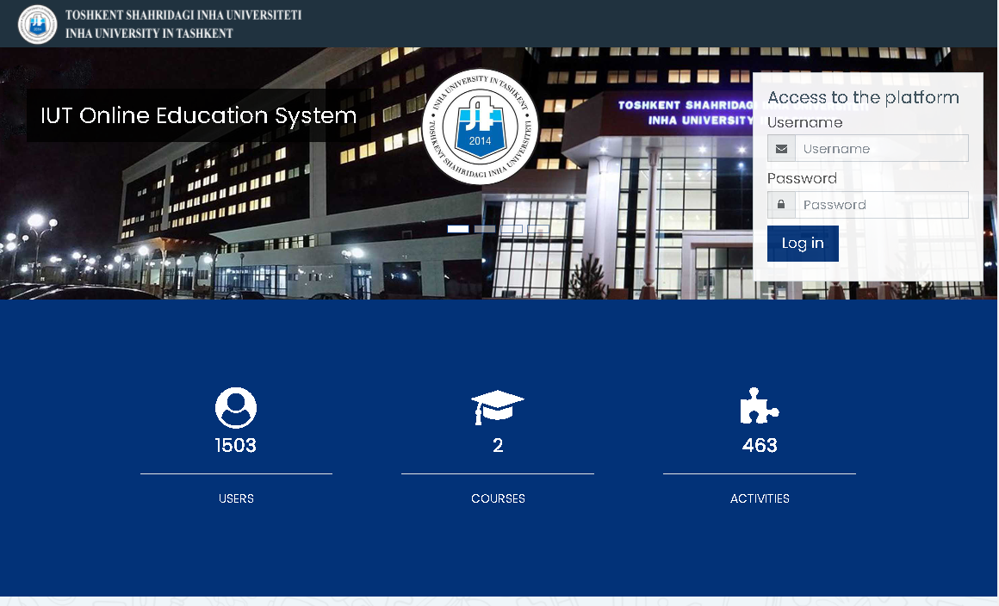 TOSHKENT SHAHRIDAGI INHA UNIVERSITETI
INHA UNIVERSITY IN TASHKENT
IUT Online Education System
INHA UNIVERSITY IN TASHKENT
TOSHKENT SHAHRIDAGI INHA UNIVERSITETI
2014
TOSHKENT SHAHRIDAGI
INHA UNIVERSITY
Access to the platform
Username
Username
Password
Password
Log in
1503
2
463
USERS
COURSES
ACTIVITIES